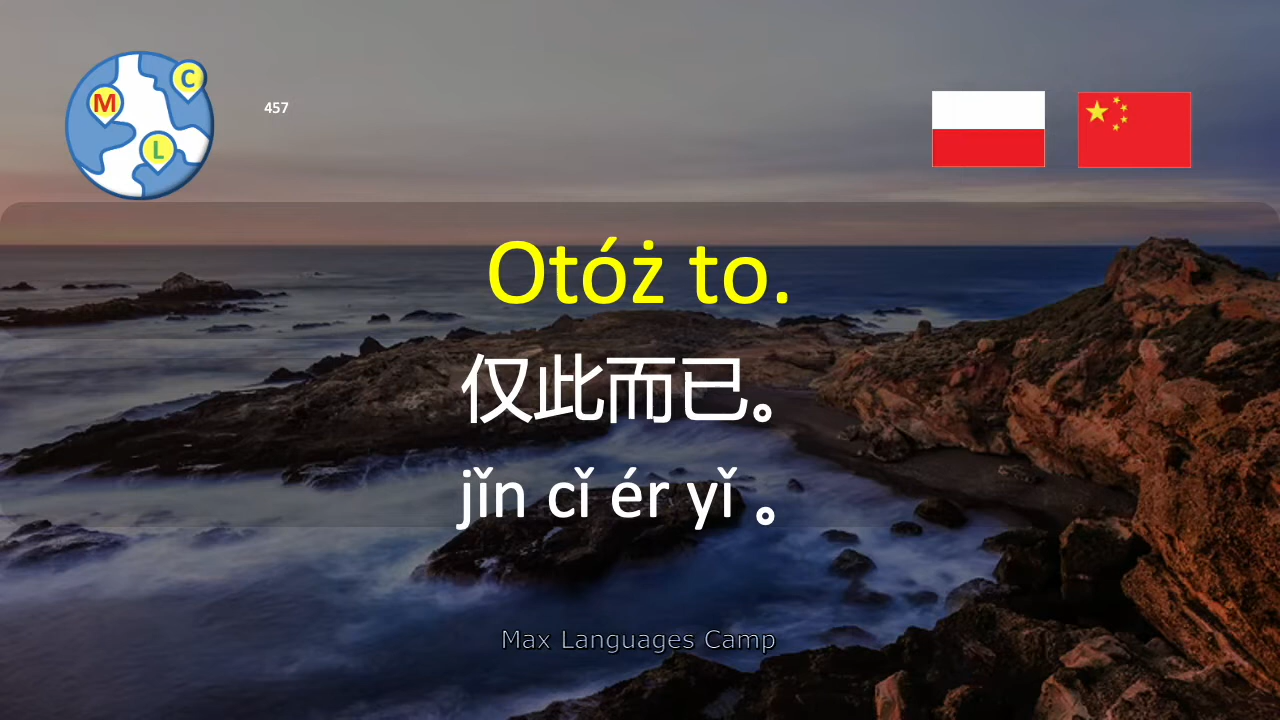 C
M
L
457
Otóż to.
仅此而已。
jǐn cǐ ér yǐ 。
Max Languages Camp